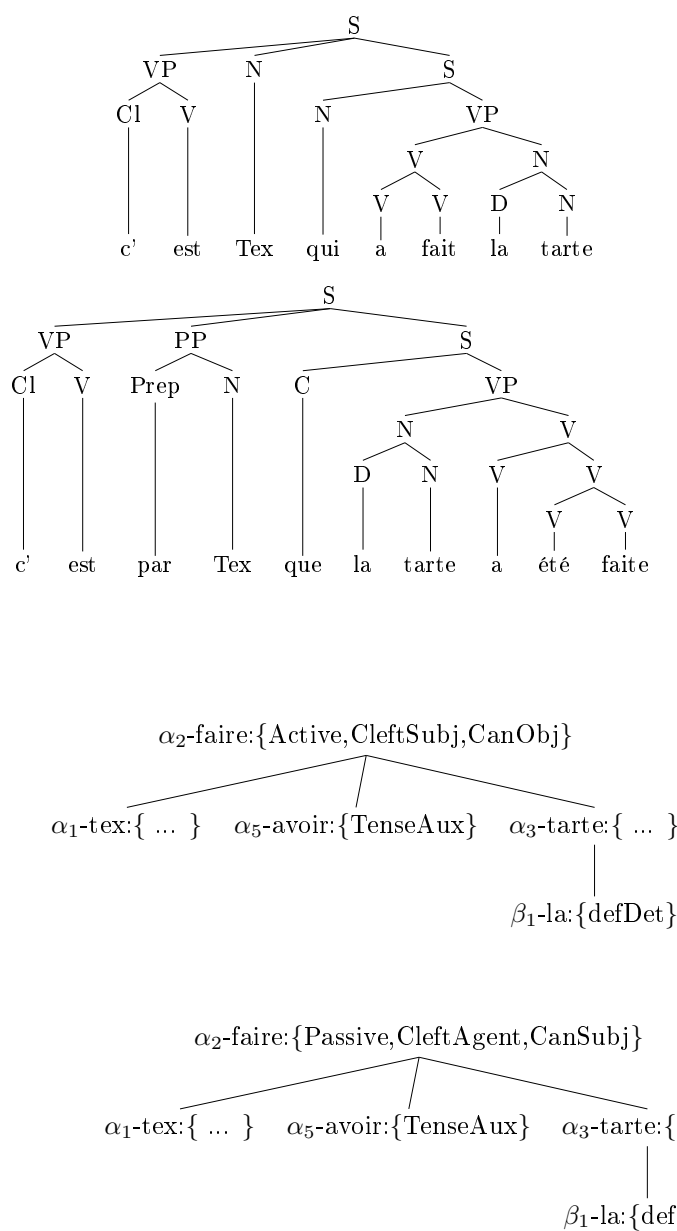 S
VP N S
Cl V N VP
V N
V V D N
c' est Tex qui a fait la tarte
S
VP PP S
Cl V Prep N C VP
N V
D N V V
V V
c' est par Tex que la tarte a été faite
α₂-faire:{Active,CleftSubj,CanObj}
α₁-tex:{ ... } α₅-avoir:{TenseAux} α₃-tarte:{ ... }
β₁-la:{defDet}
α₂-faire:{Passive,CleftAgent,CanSubj}
α₁-tex:{ ... } α₅-avoir:{TenseAux} α₃-tarte:{
β₁-la:{def